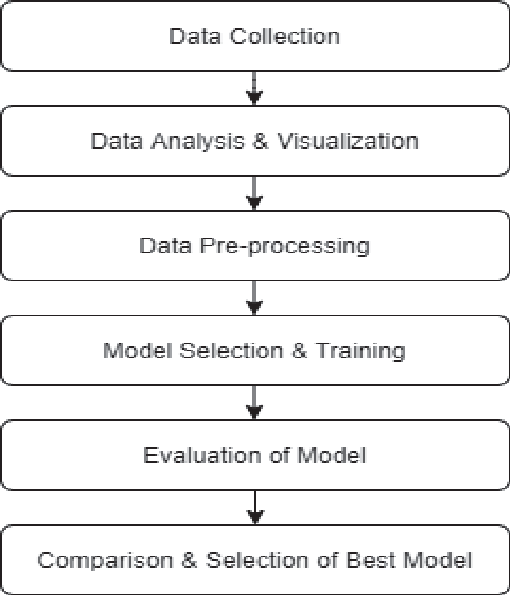 Data Collection
Data Analysis & Visualization
Data Pre-processing
Model Selection & Training
Evaluation of Model
Comparison & Selection of Best Model